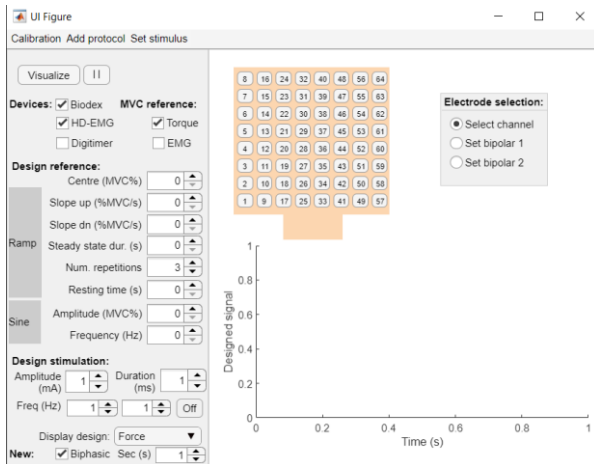 UI Figure
Calibration Add protocol Set stimulus
Visualize II
Devices: Biodex MVC reference:
HD-EMG Torque
Digitimer EMG
Design reference:
Centre (MVC%) 0
Slope up (%MVC/s) 0
Slope dn (%MVC/s) 0
Ramp Steady state dur. (s) 0
Num. repetitions 3
Resting time (s) 0
Sine Amplitude (MVC%) 0
Frequency (Hz) 0
Design stimulation:
Amplitude (mA) 1 Duration (ms) 1
Freq (Hz) 1 1 Off
Display design: Force
New: Biphasic Sec (s) 1
8 16 24 32 40 48 56 64
7 15 23 31 39 47 55 63
6 14 22 30 38 46 54 62
5 13 21 29 37 45 53 61
4 12 20 28 36 44 52 60
3 11 19 27 35 43 51 59
2 10 18 26 34 42 50 58
1 9 17 25 33 41 49 57
Electrode selection:
Select channel
Set bipolar 1
Set bipolar 2
Designed signal
1
0.8
0.6
0.4
0.2
0
0 0.2 0.4 0.6 0.8 1
Time (s)